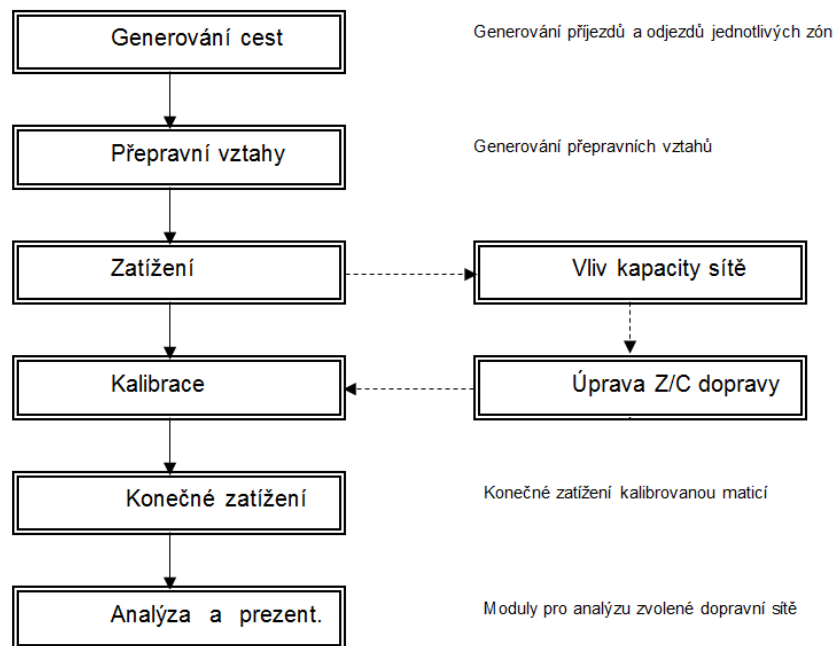 Generování cest
Generování příjezdů a odjezdů jednotlivých zón
Přepravní vztahy
Generování přepravních vztahů
Zatížení
Vliv kapacity sítě
Kalibrace
Úprava Z/C dopravy
Konečné zatížení
Konečné zatížení kalibrovanou maticí
Analýza a prezent.
Moduly pro analýzu zvolené dopravní sítě